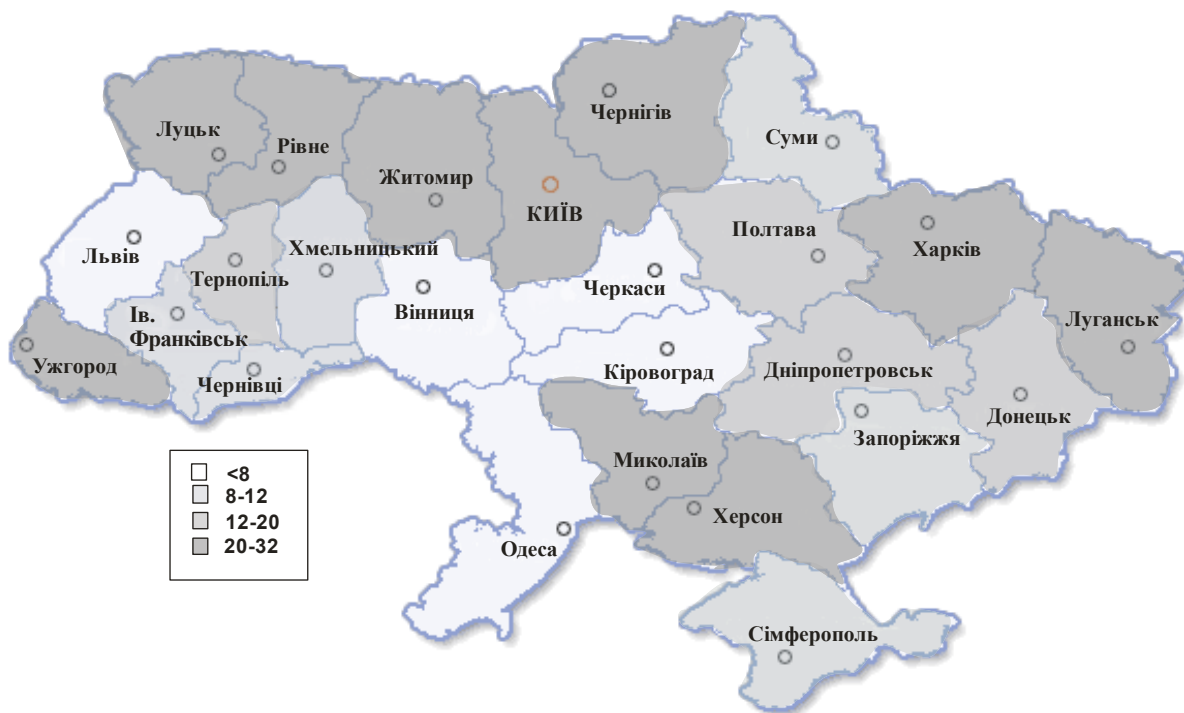 Чернігів
Луцьк
Рівне
Суми
Житомир
КИЇВ
Полтава
Харків
Львів
Хмельницький
Тернопіль
Черкаси
Вінниця
Луганськ
Ів.
Франківськ
Ужгород
Чернівці
Кіровоград
Дніпропетровськ
Донецьк
Запоріжжя
Миколаїв
<8
8-12
12-20
20-32
Херсон
Одеса
Сімферополь